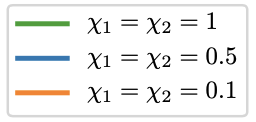 χ₁ = χ₂ = 1
χ₁ = χ₂ = 0.5
χ₁ = χ₂ = 0.1